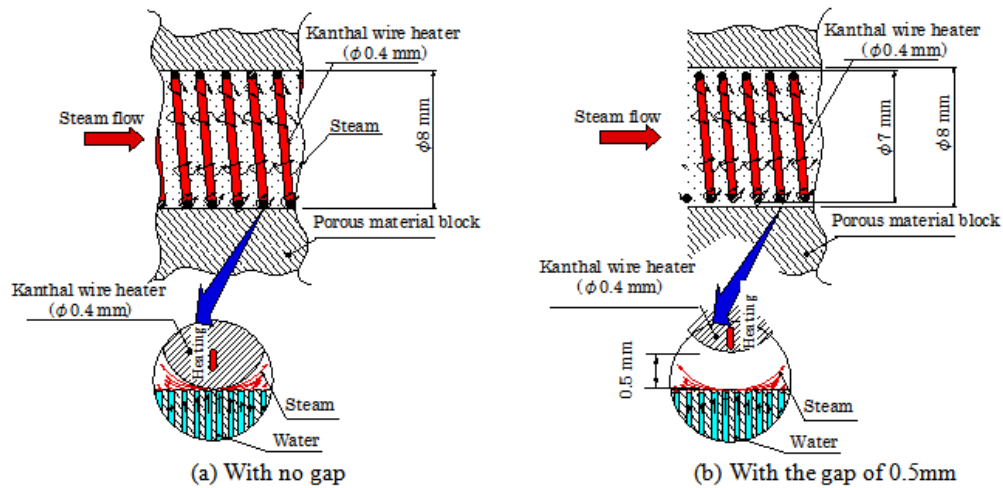 Kanthal wire heater
(φ0.4 mm)
Steam flow
Steam
φ8 mm
Porous material block
Kanthal wire heater
(φ0.4 mm)
Heating
Steam
Water
(a) With no gap
Kanthal wire heater
(φ0.4 mm)
Steam flow
φ7 mm
φ8 mm
Porous material block
Kanthal wire heater
(φ0.4 mm)
Heating
0.5 mm
Steam
Water
(b) With the gap of 0.5mm